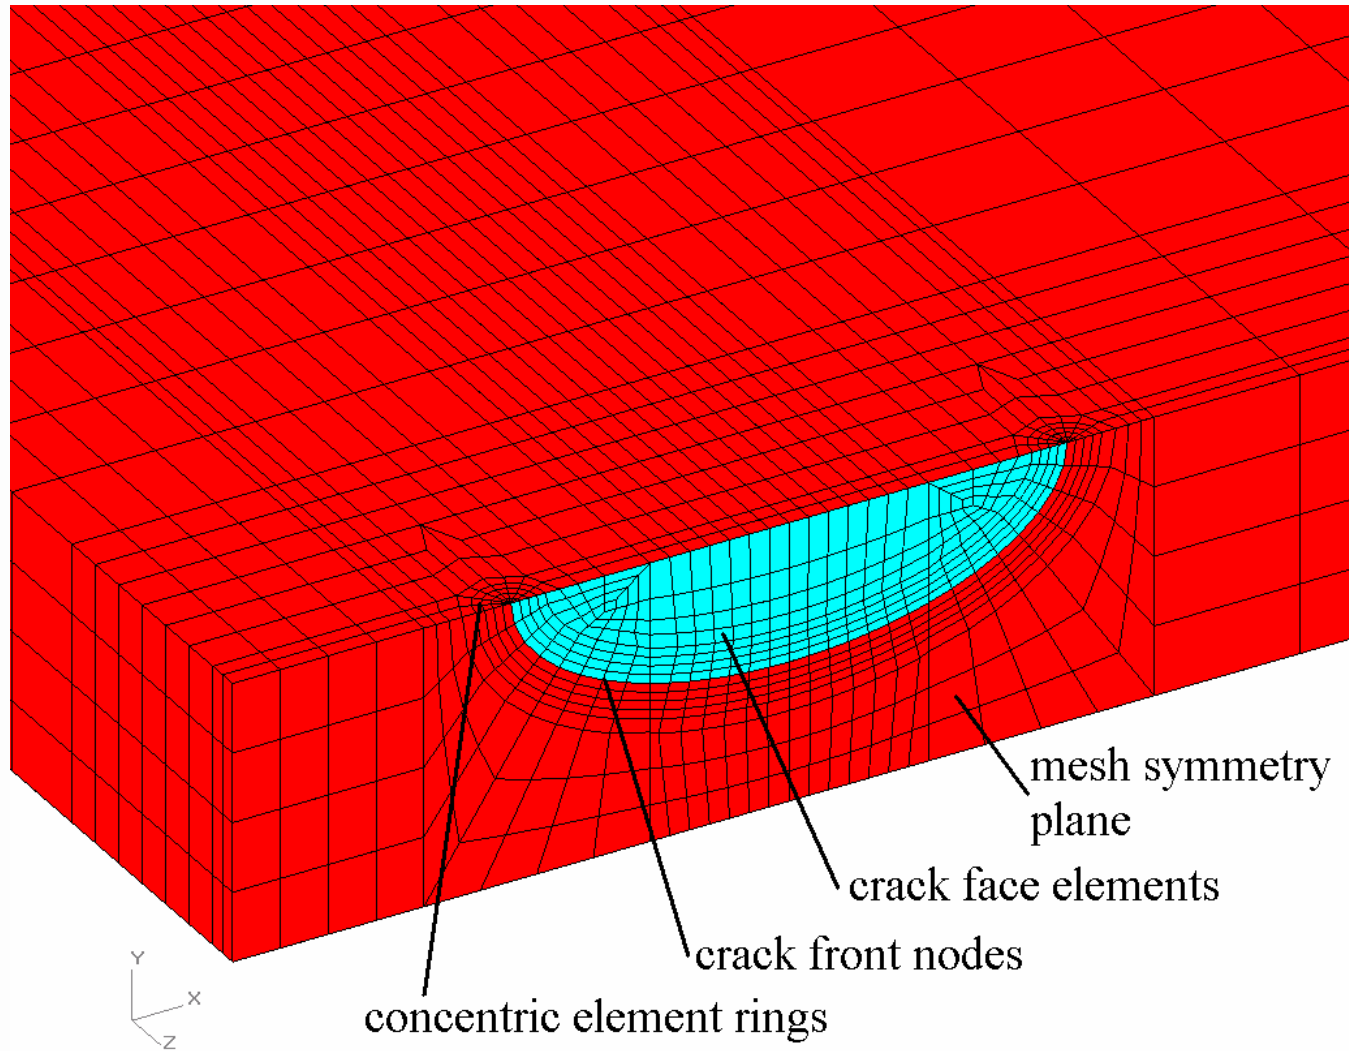 mesh symmetry
plane
crack face elements
crack front nodes
concentric element rings
Y
X
Z